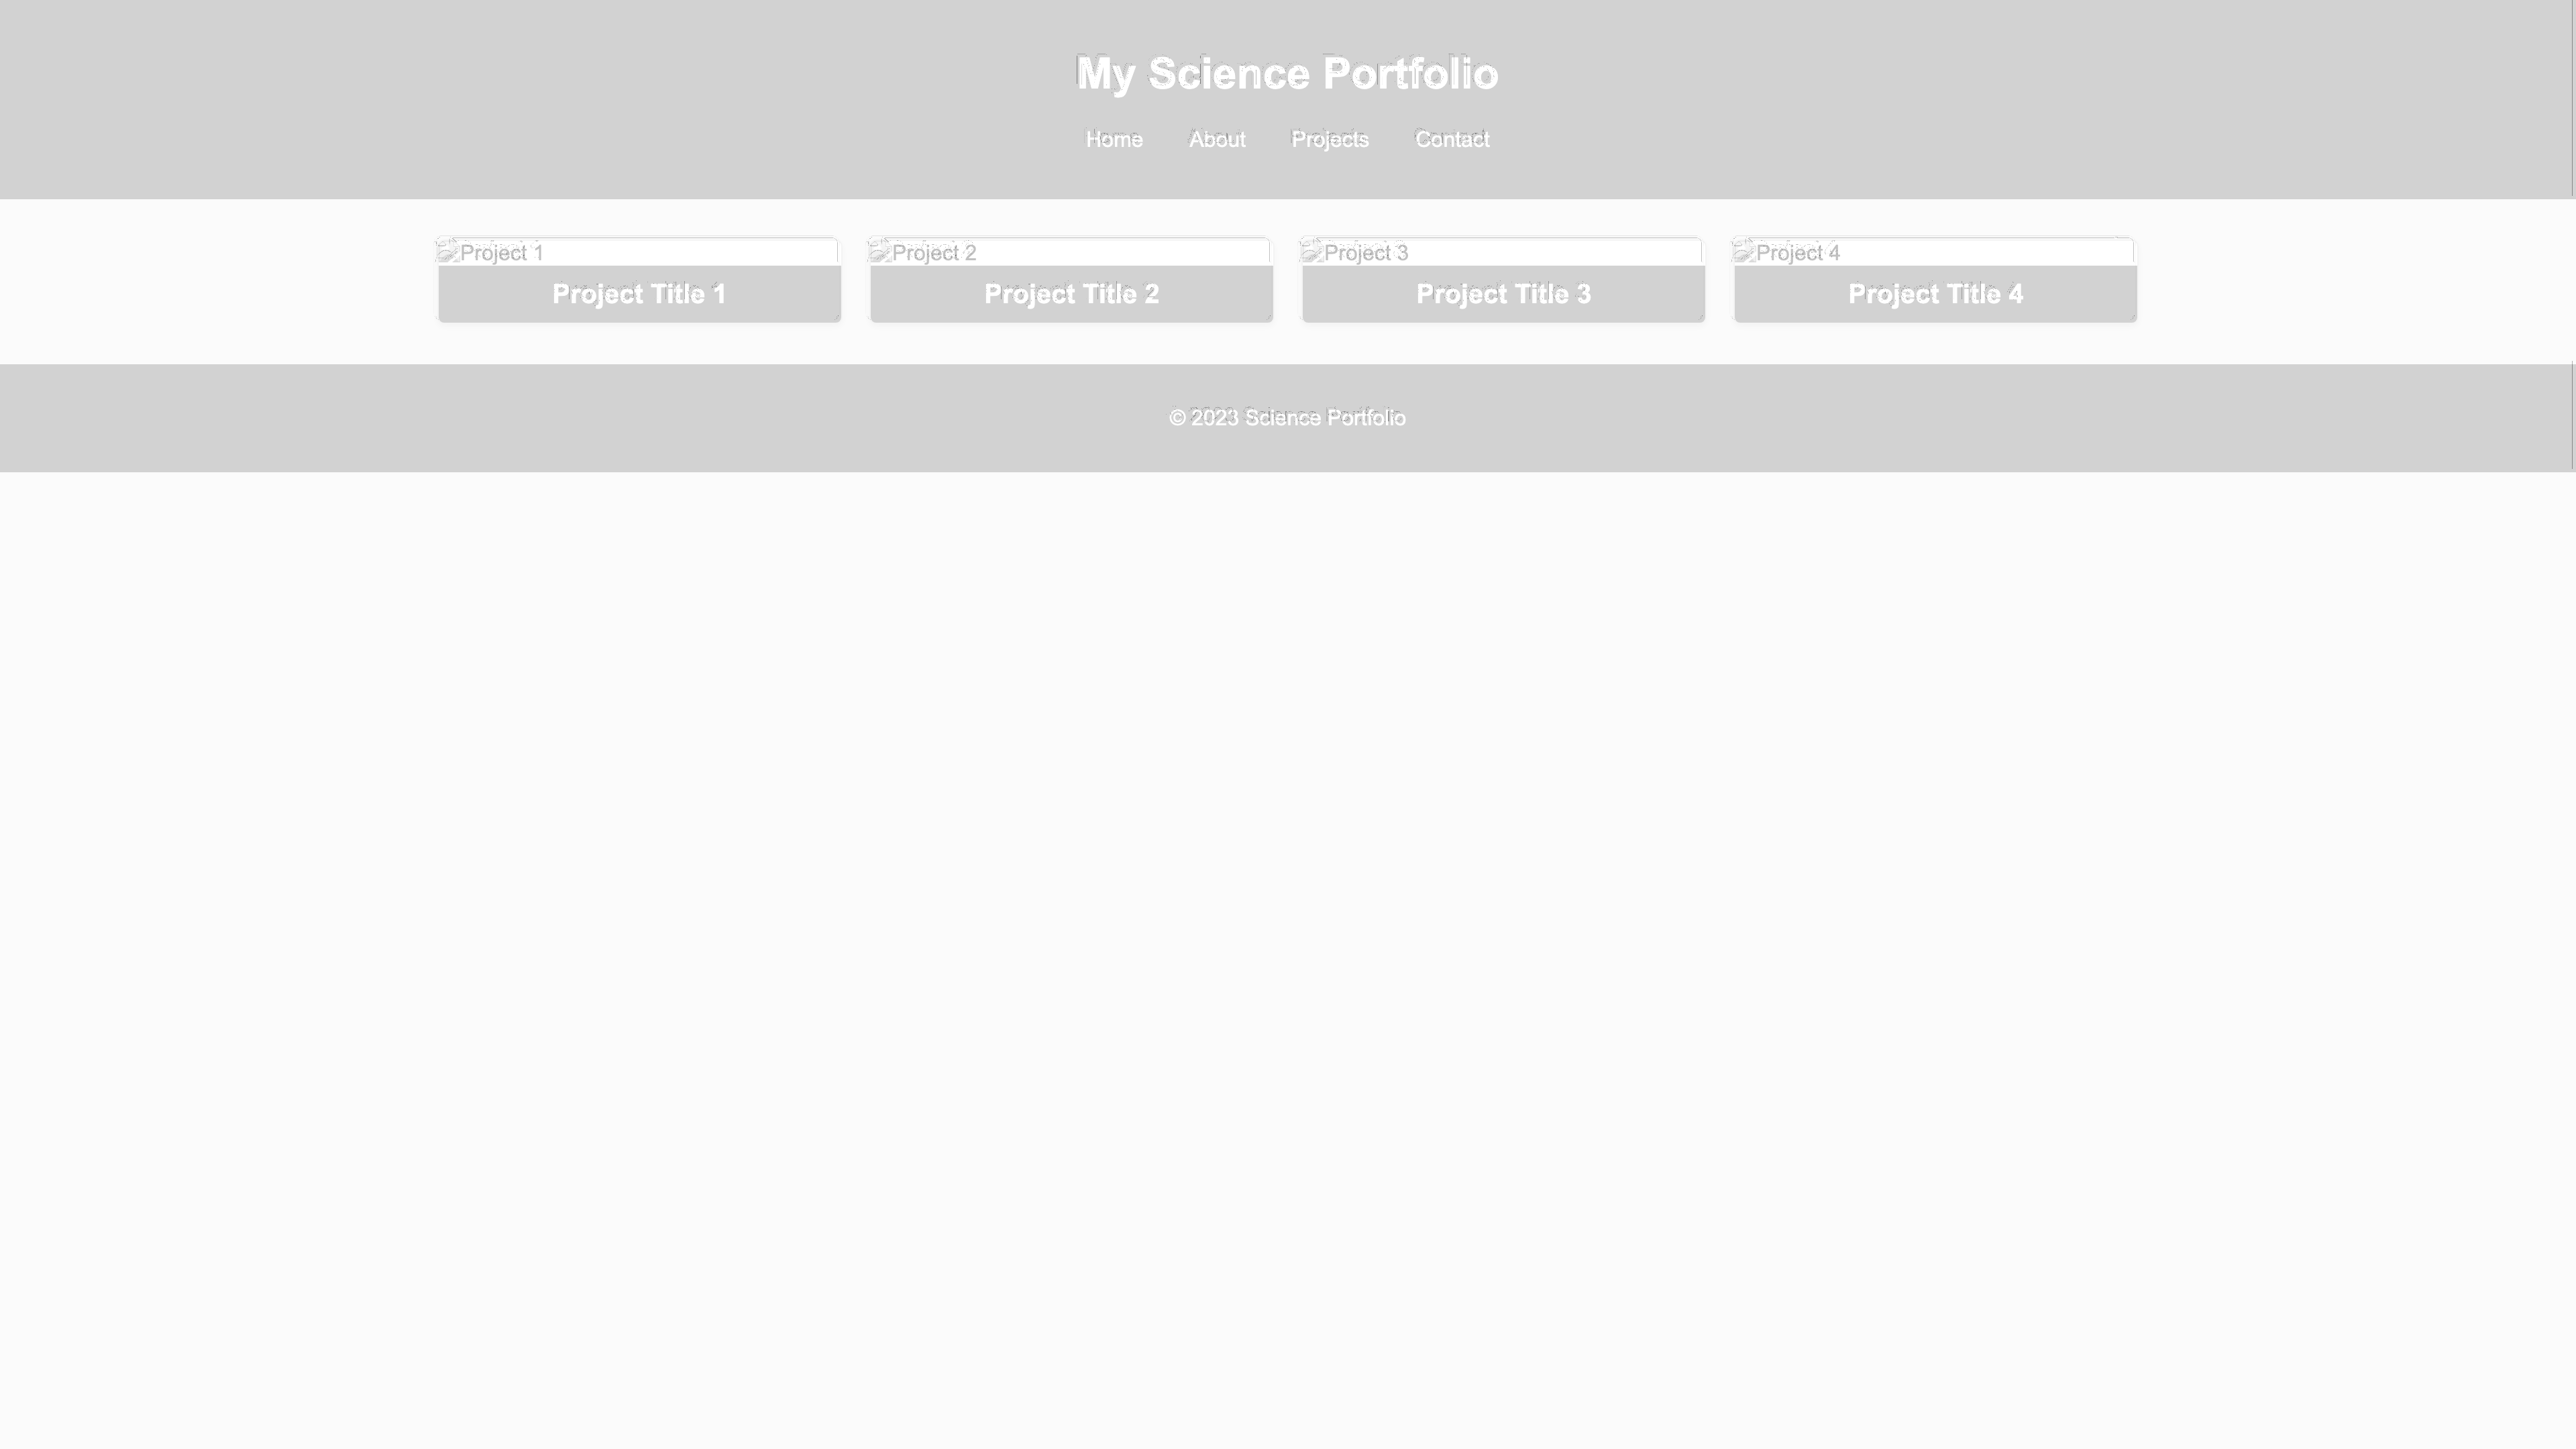 My Science Portfolio
Home About Projects Contact
Project 1 Project 2 Project 3 Project 4
Project Title 1 Project Title 2 Project Title 3 Project Title 4
© 2023 Science Portfolio